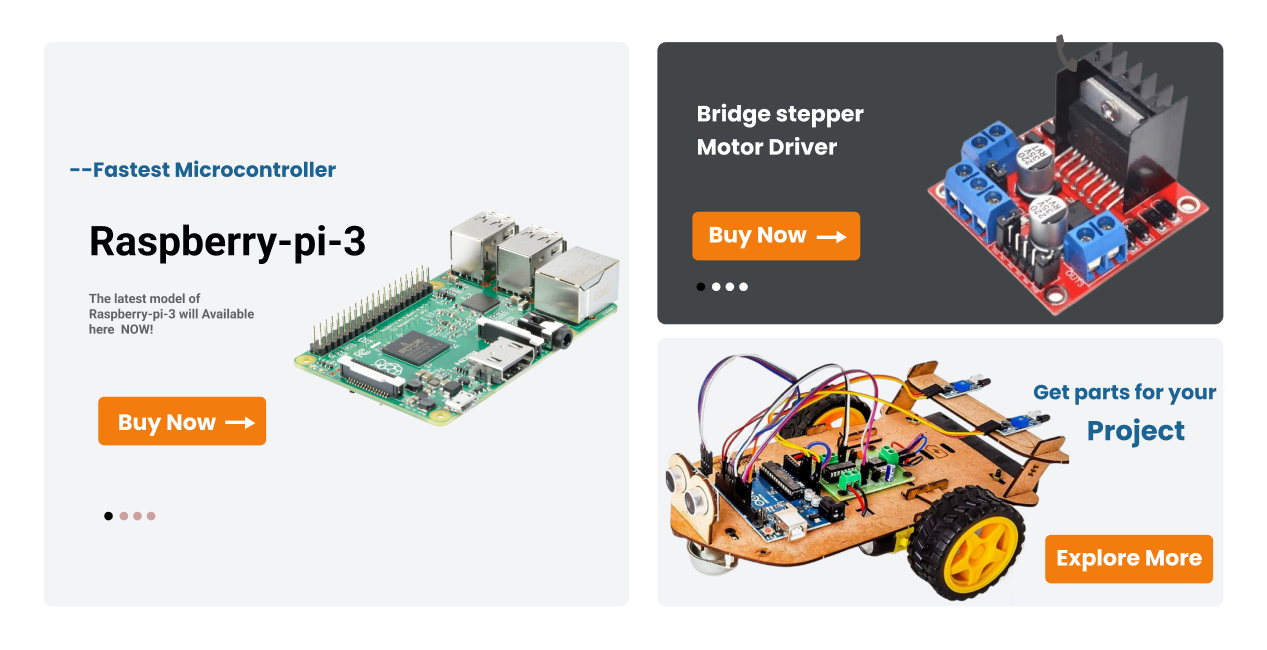 --Fastest Microcontroller
Raspberry-pi-3
The latest model of
Raspberry-pi-3 will Available
here NOW!
Buy Now
Bridge stepper
Motor Driver
Buy Now
Get parts for your
Project
Explore More